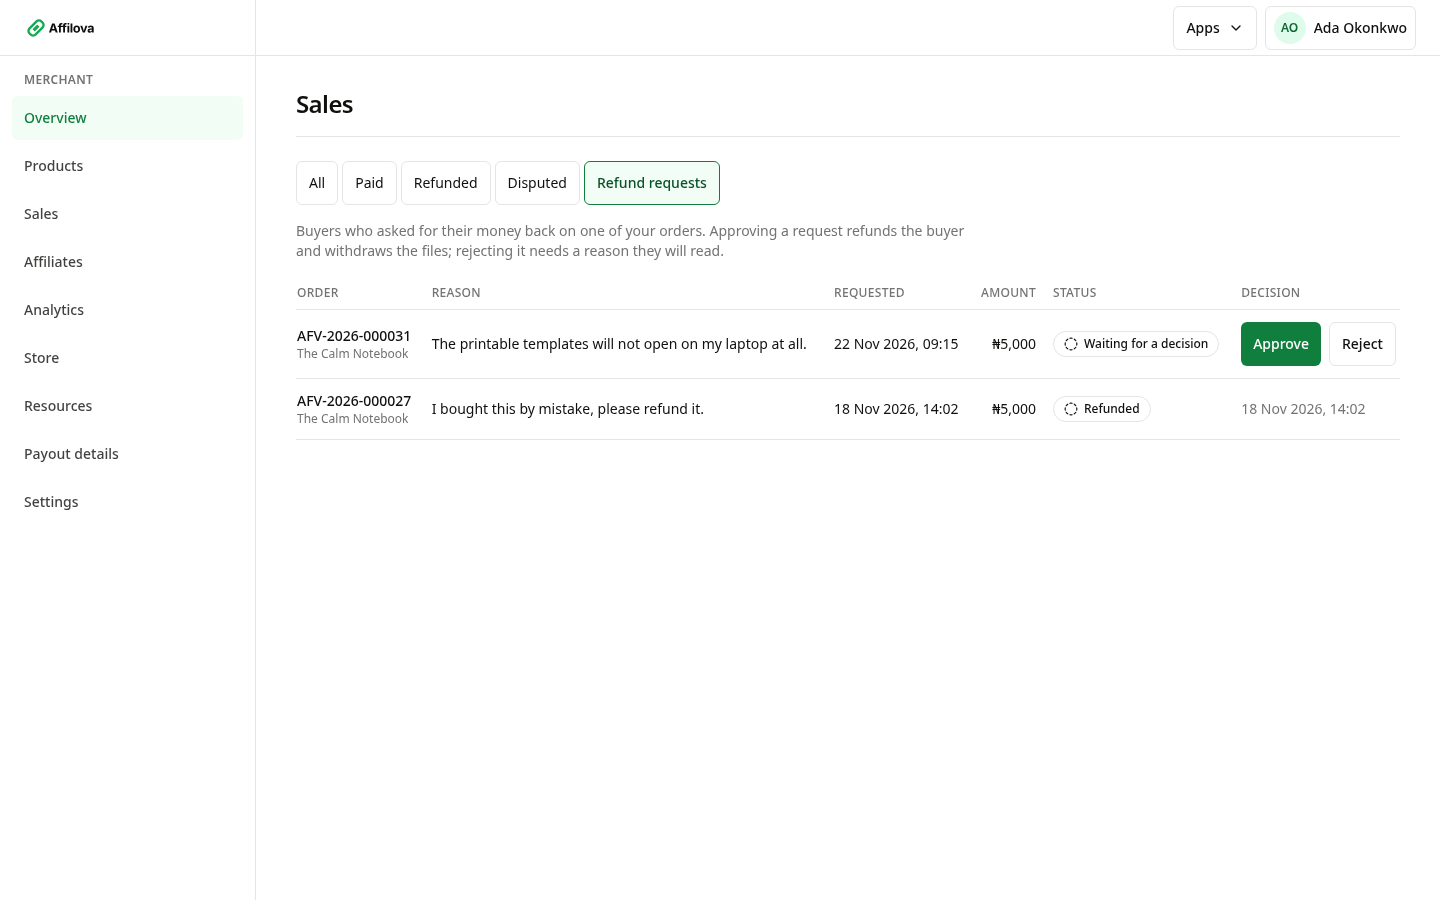 Affilova
Apps
AO
Ada Okonkwo
MERCHANT
Overview
Products
Sales
Affiliates
Analytics
Store
Resources
Payout details
Settings
Sales
All
Paid
Refunded
Disputed
Refund requests
Buyers who asked for their money back on one of your orders. Approving a request refunds the buyer
and withdraws the files; rejecting it needs a reason they will read.
ORDER REASON REQUESTED AMOUNT STATUS DECISION
AFV-2026-000031
The Calm Notebook
The printable templates will not open on my laptop at all.
22 Nov 2026, 09:15
₦5,000
Waiting for a decision
Approve
Reject
AFV-2026-000027
The Calm Notebook
I bought this by mistake, please refund it.
18 Nov 2026, 14:02
₦5,000
Refunded
18 Nov 2026, 14:02